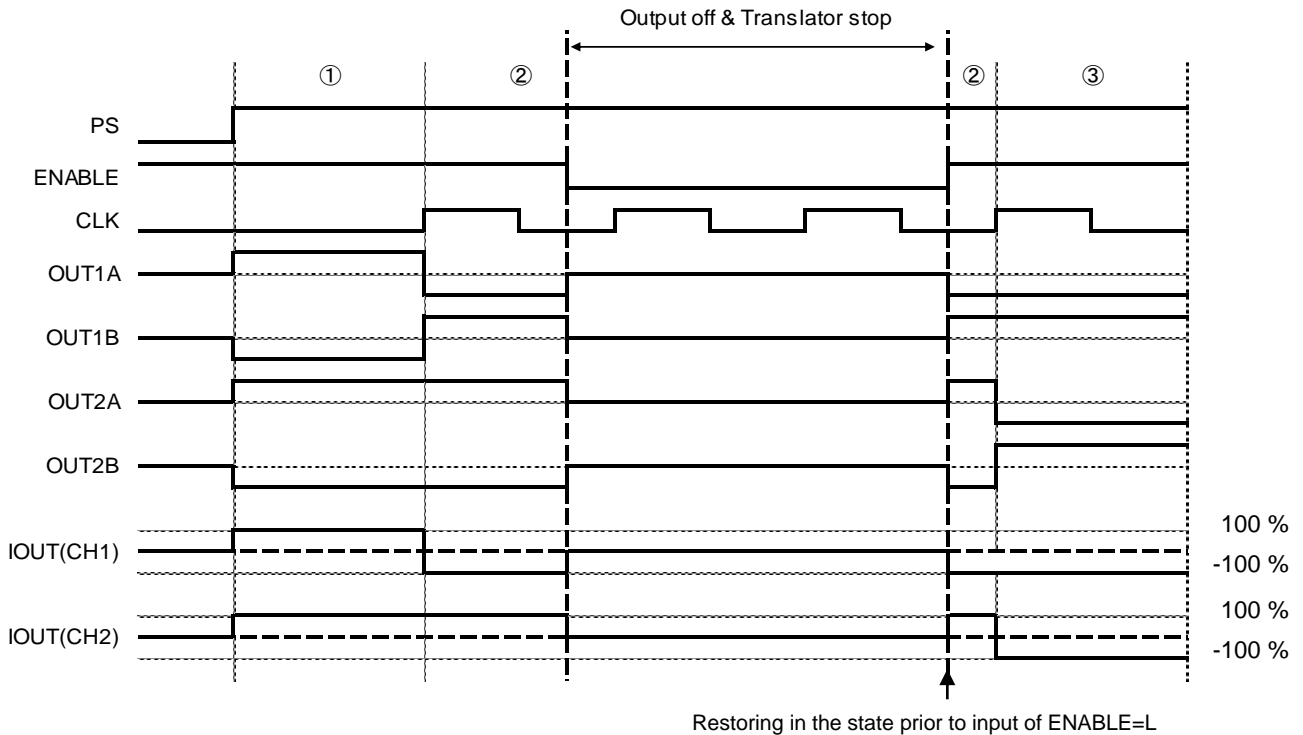 Output off & Translator stop
① ② ② ③
PS
ENABLE
CLK
OUT1A
OUT1B
OUT2A
OUT2B
100 %
IOUT(CH1)
-100 %
100 %
IOUT(CH2)
-100 %
Restoring in the state prior to input of ENABLE=L